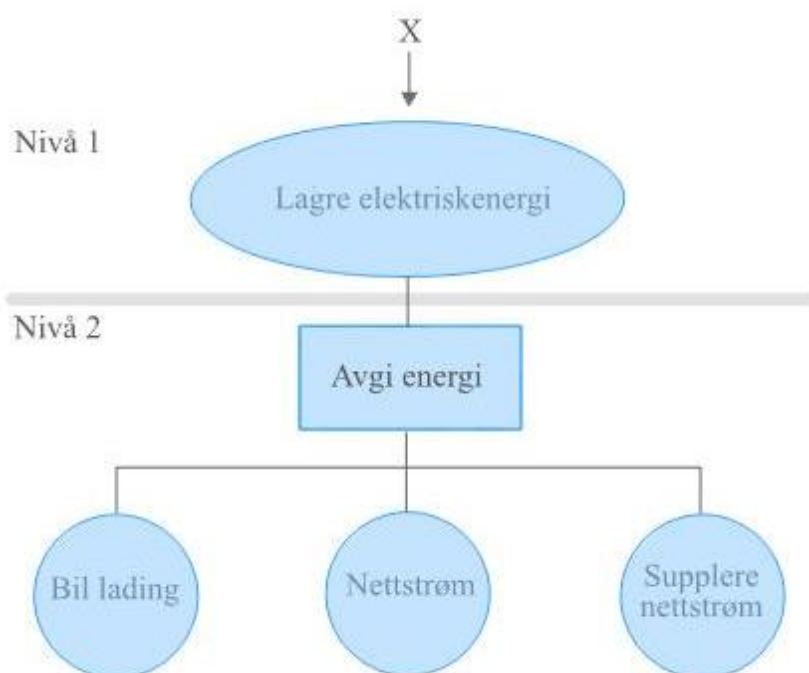 X
Nivå 1
Lagre elektriskenergi
Nivå 2
Avgi energi
Bil lading
Nettstrøm
Supplere
nettstrøm